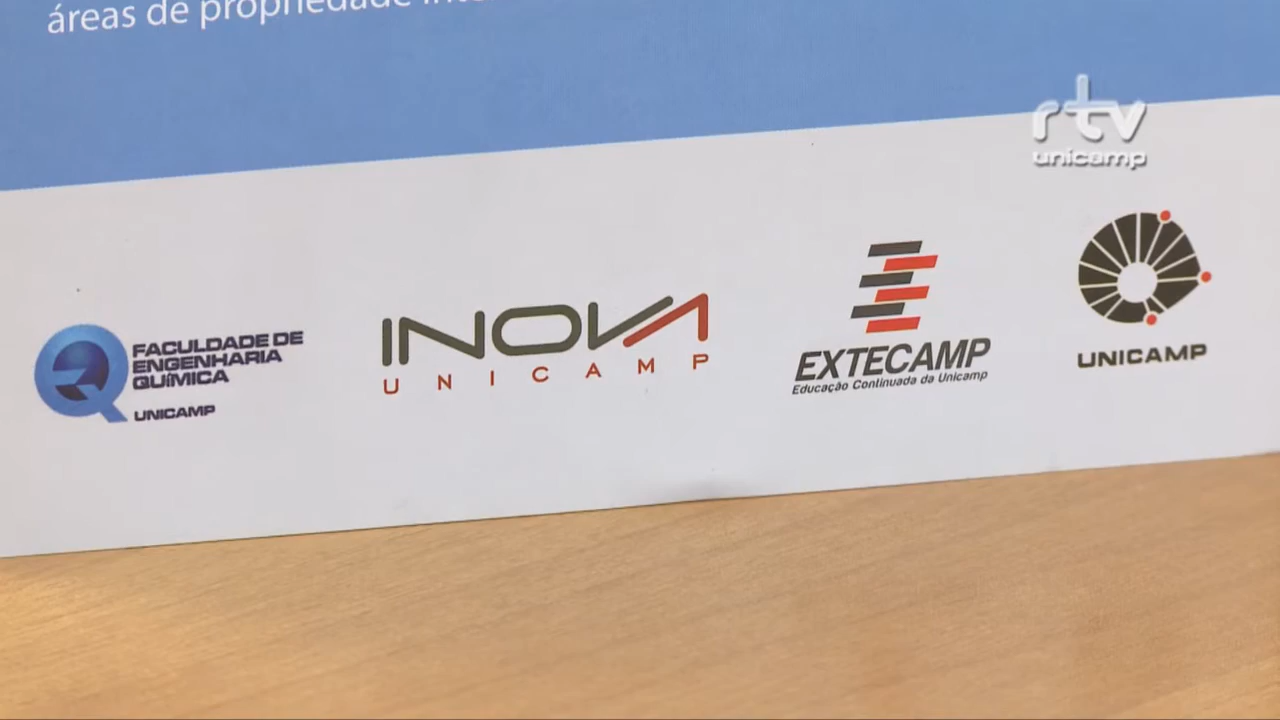 áreas de propriedade
rtv
unicamp
FACULDADE DE
ENGENHARIA
QUÍMICA
UNICAMP
INOVA
UNICAMP
EXTECAMP
Educação Continuada da Unicamp
UNICAMP